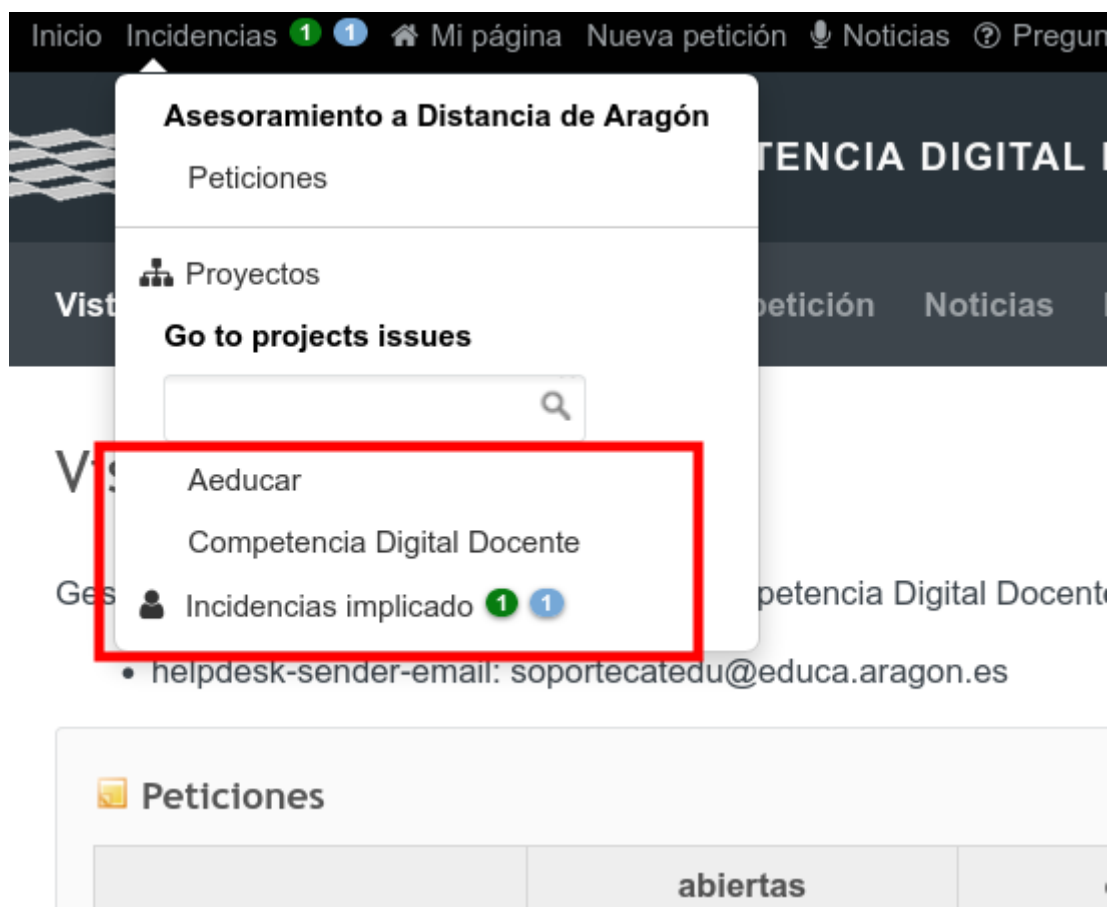 Inicio Incidencias 1 1 Mi página Nueva petición Noticias Pregun
Asesoramiento a Distancia de Aragón
TENCIA DIGITAL
Peticiones
Proyectos
Vist petición Noticias
Go to projects issues
Aeducar
Competencia Digital Docente
Ges petencia Digital Docente
Incidencias implicado 1 1
helpdesk-sender-email: soportecatedu@educa.aragon.es
Peticiones
abiertas